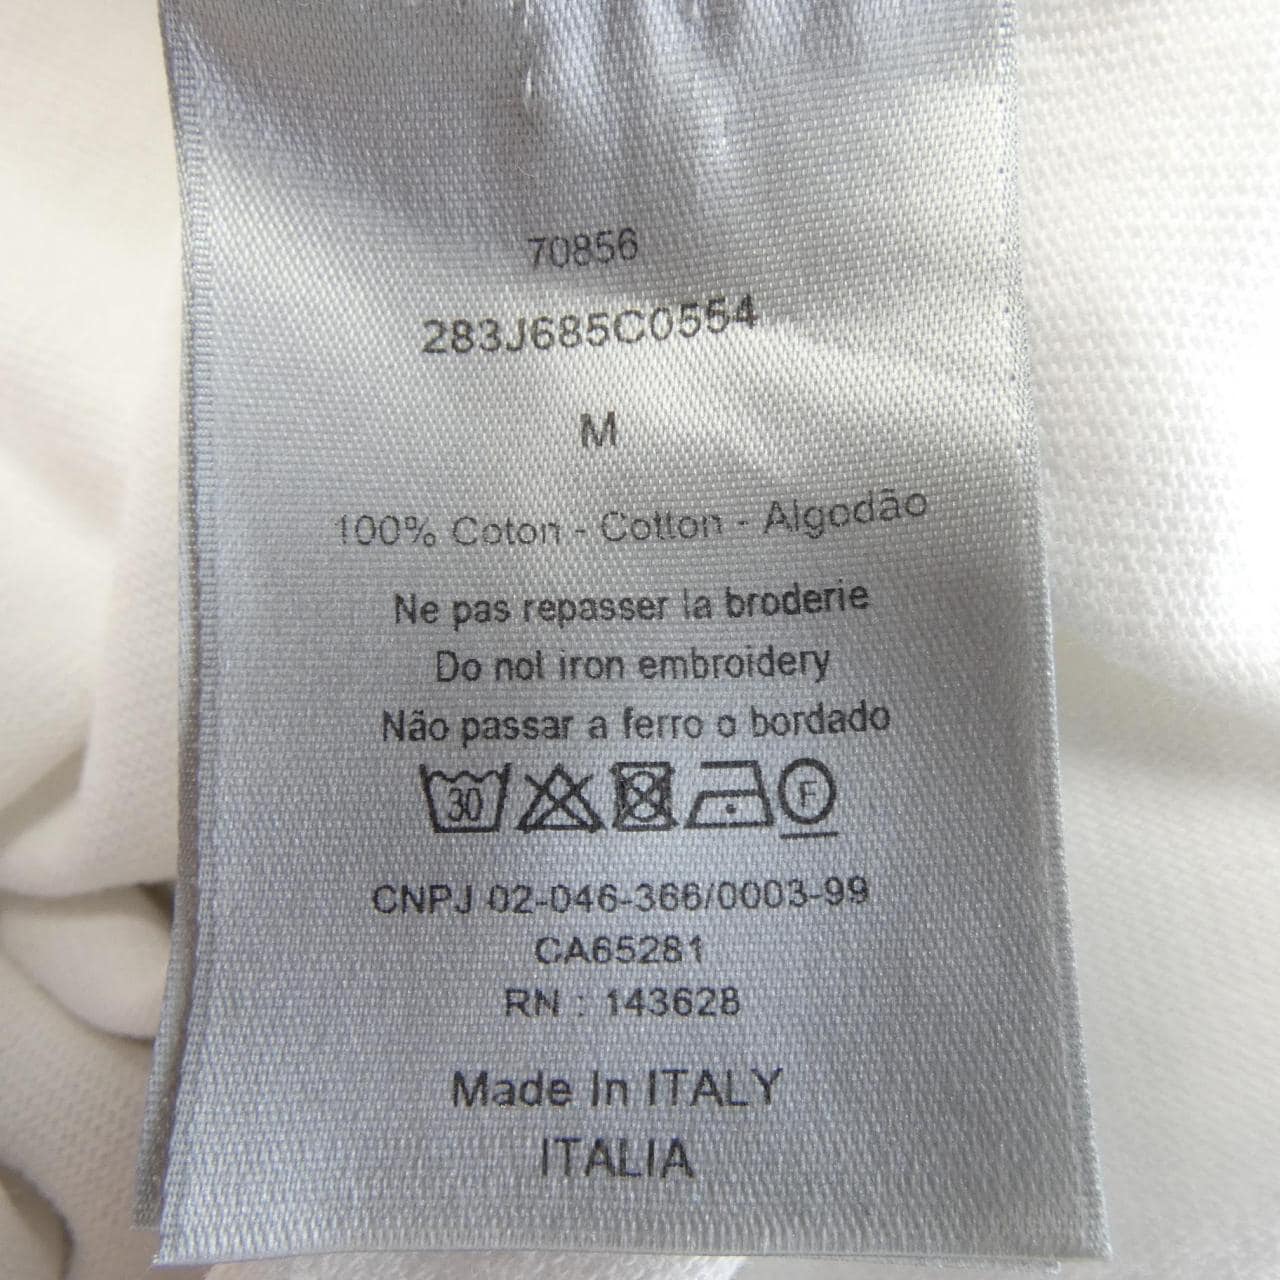 70856
283J685C0554
M
100% Coton - Cotton - Algodão
Ne pas repasser la broderie
Do not iron embroidery
Não passar a ferro o bordado
30 F
CNPJ 02-046-366/0003-99
CA65281
RN : 143628
Made In ITALY
ITALIA